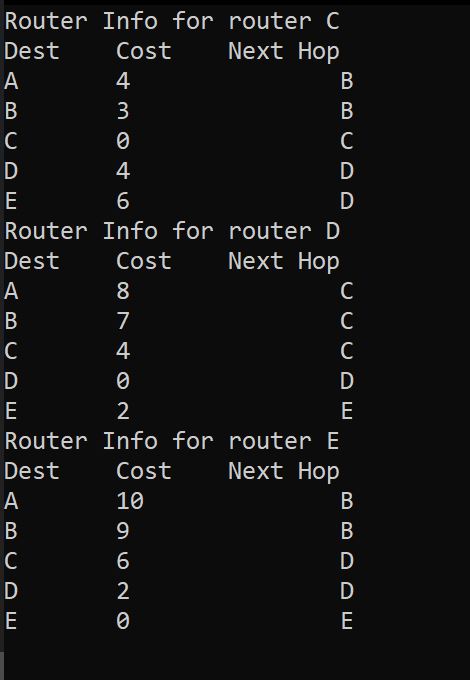 Router Info for router C
Dest    Cost    Next Hop
A       4               B
B       3               B
C       0               C
D       4               D
E       6               D
Router Info for router D
Dest    Cost    Next Hop
A       8               C
B       7               C
C       4               C
D       0               D
E       2               E
Router Info for router E
Dest    Cost    Next Hop
A       10              B
B       9               B
C       6               D
D       2               D
E       0               E